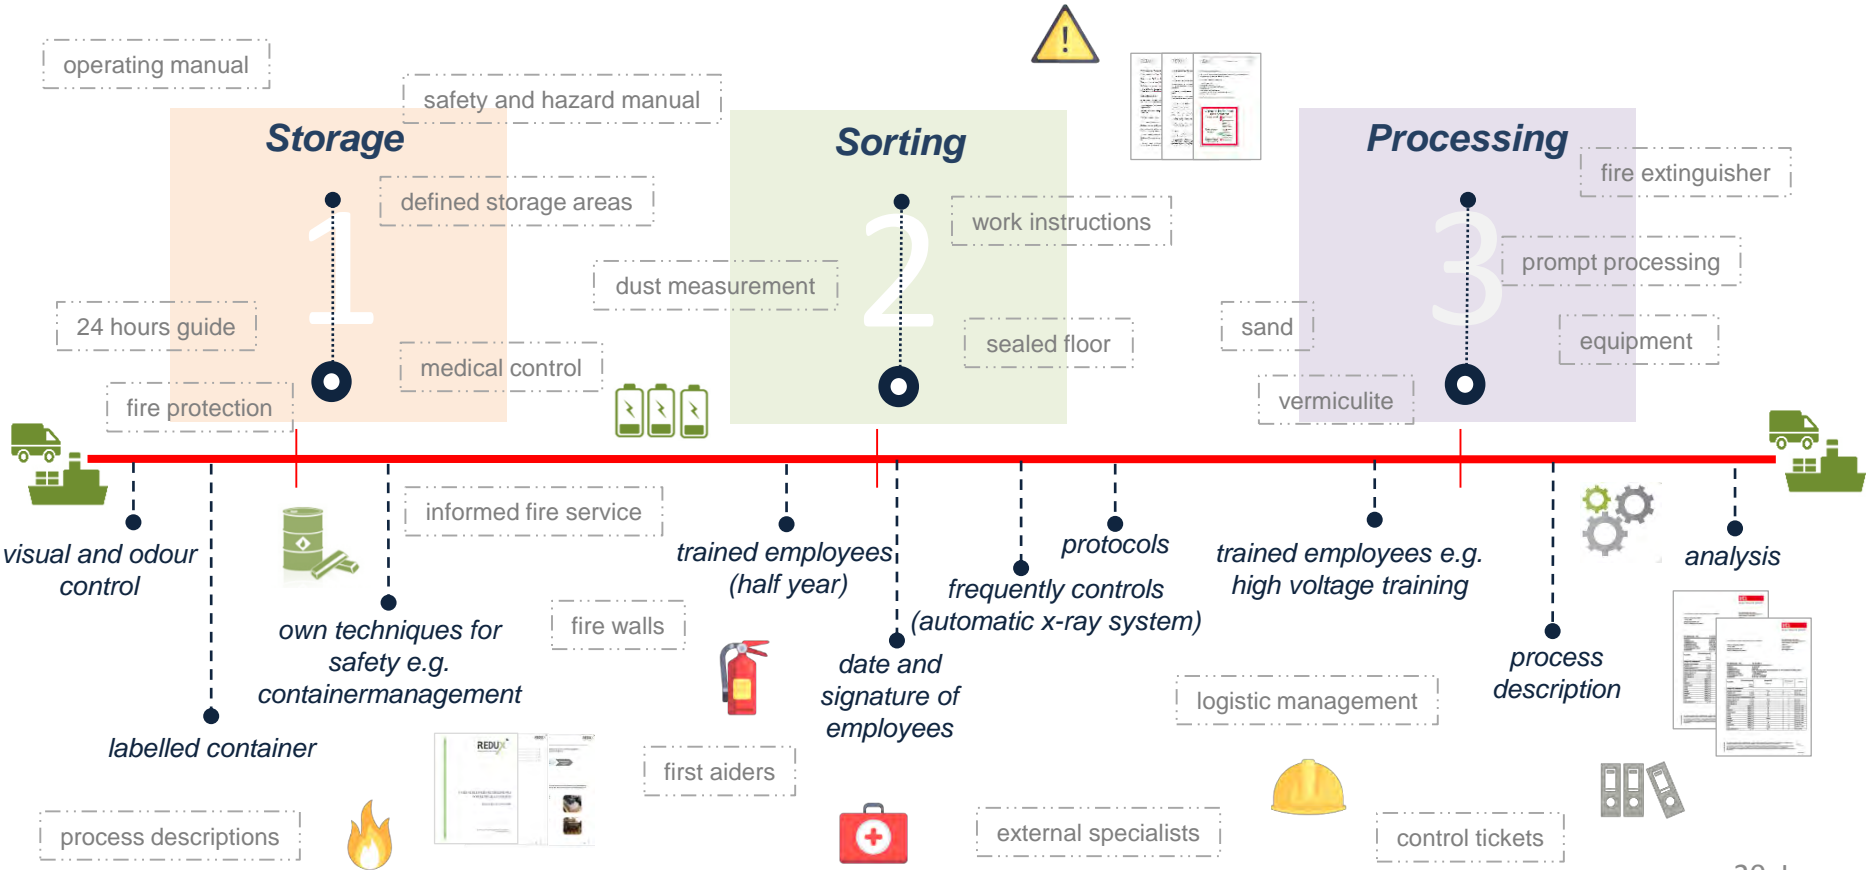 operating manual
safety and hazard manual
Storage
Sorting
Processing
fire extinguisher
defined storage areas
work instructions
1
2
3
prompt processing
dust measurement
24 hours guide
sand
sealed floor
equipment
medical control
fire protection
vermiculite
informed fire service
visual and odour
control
trained employees
(half year)
protocols
frequently controls
(automatic x-ray system)
trained employees e.g.
high voltage training
analysis
own techniques for
safety e.g.
containermanagement
fire walls
date and
signature of
employees
process
description
logistic management
labelled container
REDUX
first aiders
process descriptions
external specialists
control tickets